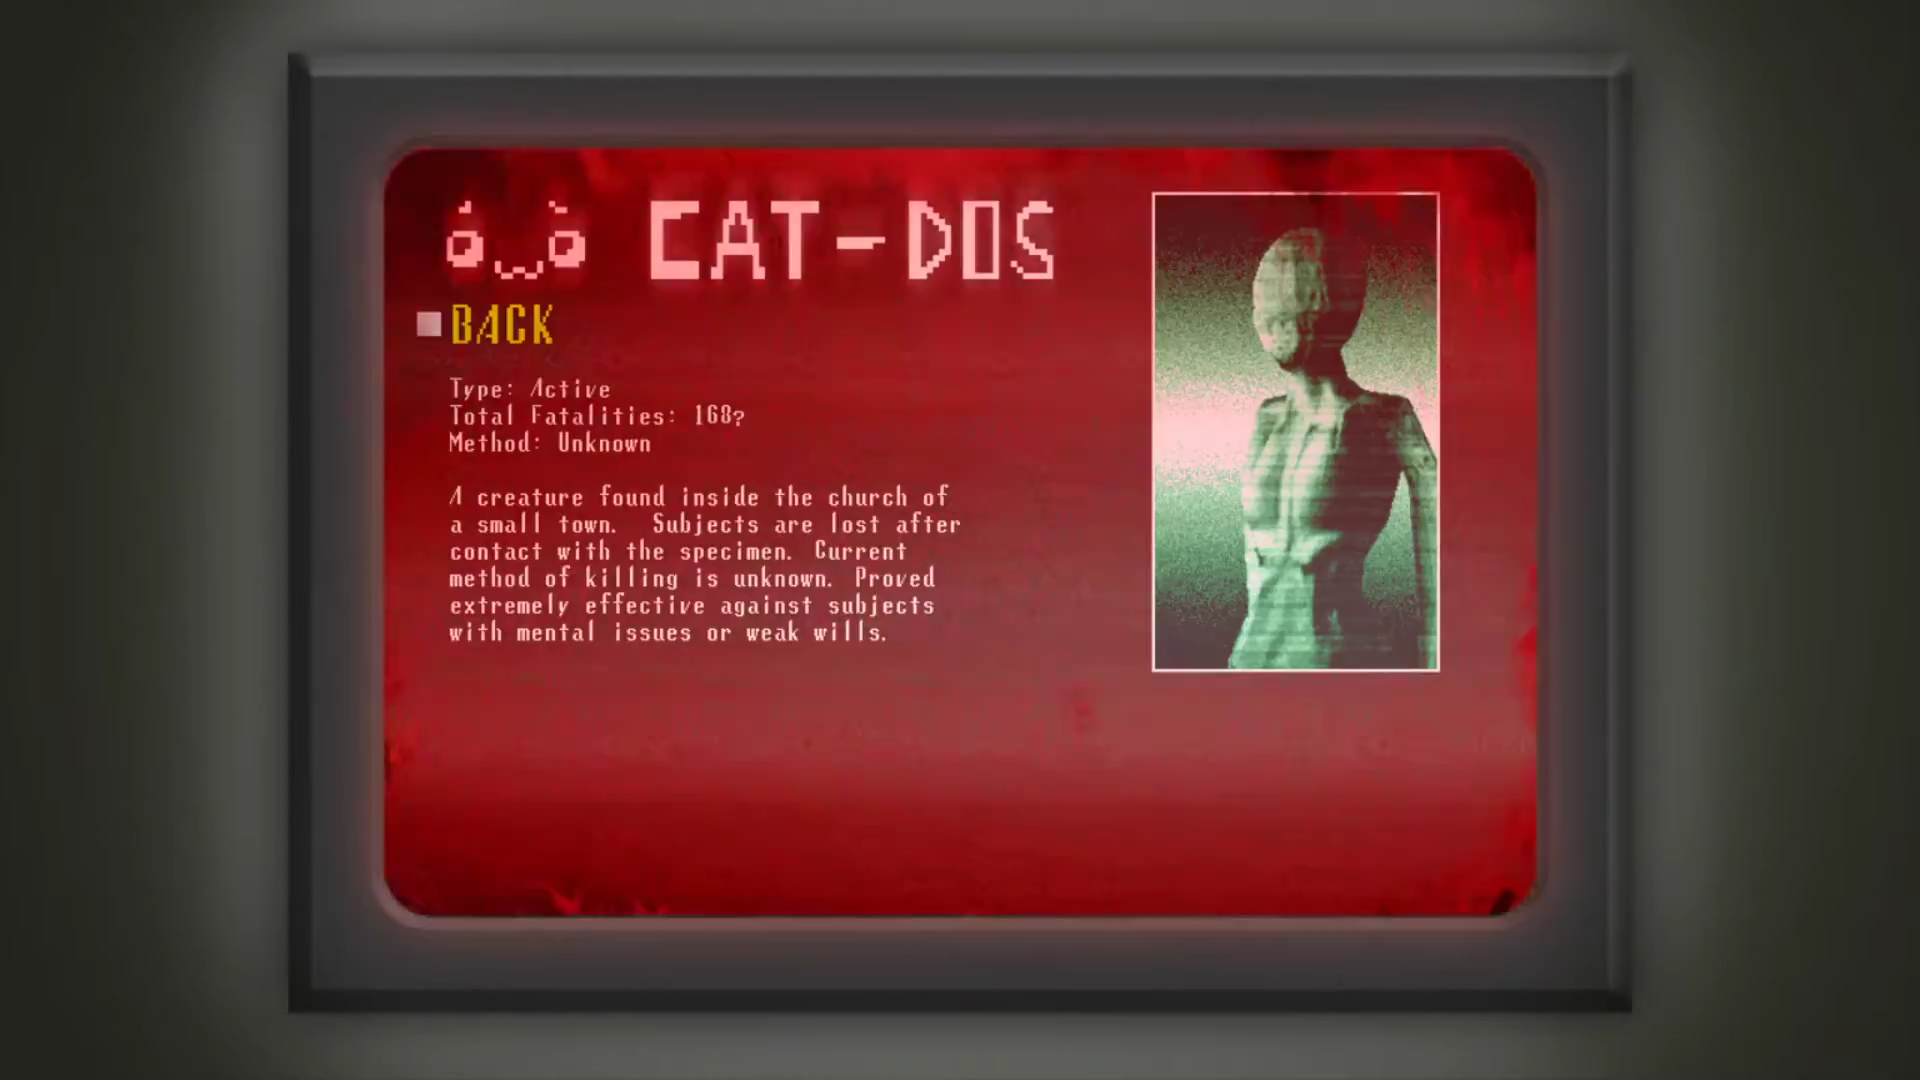 CAT-DOS
BACK
Type: Active
Total Fatalities: 168?
Method: Unknown
A creature found inside the church of
a small town.  Subjects are lost after
contact with the specimen.  Current
method of killing is unknown.  Proved
extremely effective against subjects
with mental issues or weak wills.